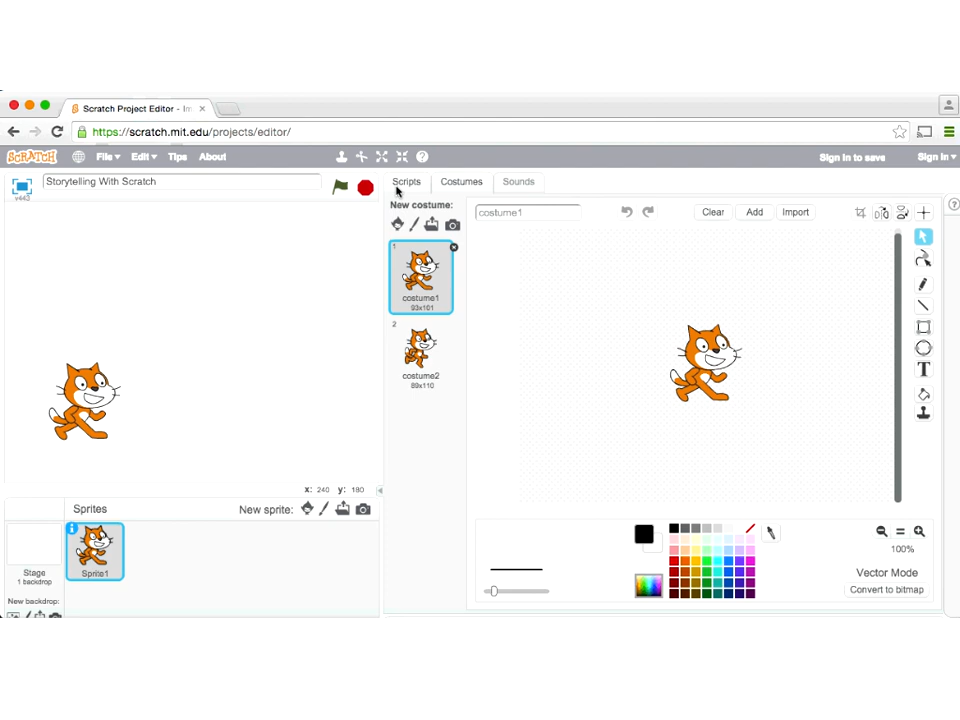 Scratch Project Editor - Im
https://scratch.mit.edu/projects/editor/
SCRATCH File Edit Tips About Sign in to save Sign in
v443 Storytelling With Scratch
Scripts Costumes Sounds
New costume:
costume1 Clear Add Import
1
costume1
93x101
2
costume2
89x110
T
x: 240 y: 180
Sprites New sprite:
Sprite1
Stage
1 backdrop
New backdrop:
100%
Vector Mode
Convert to bitmap